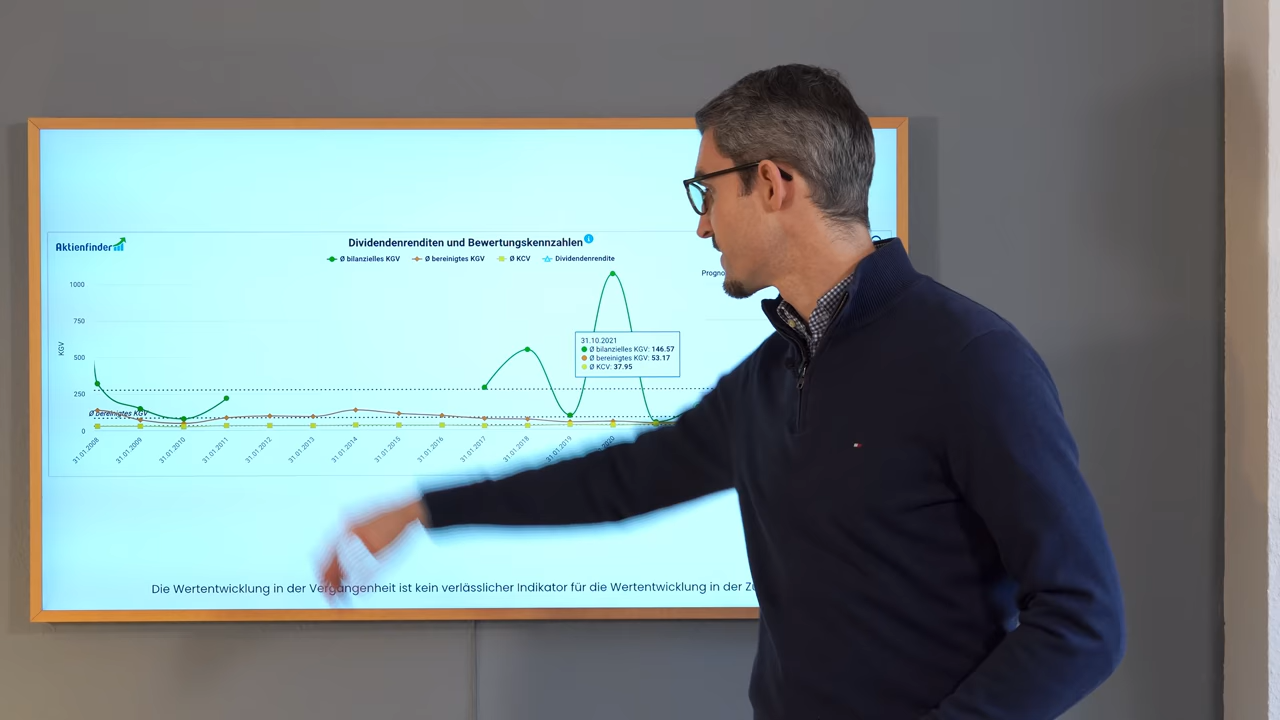 Aktienfinder
Dividendenrenditen und Bewertungskennzahlen
Ø bilanzielles KGV
Ø bereinigtes KGV
Ø KCV
Dividendenrendite
1000
750
500
250
0
KGV
Ø bereinigtes KGV
31.10.2021
Ø bilanzielles KGV: 146.57
Ø bereinigtes KGV: 53.17
Ø KCV: 37.95
31.01.2008
31.01.2009
31.01.2010
31.01.2011
31.01.2012
31.01.2013
31.01.2014
31.01.2015
31.01.2016
31.01.2017
31.01.2018
31.01.2019
Die Wertentwicklung in der Vergangenheit ist kein verlässlicher Indikator für die Wertentwicklung in der